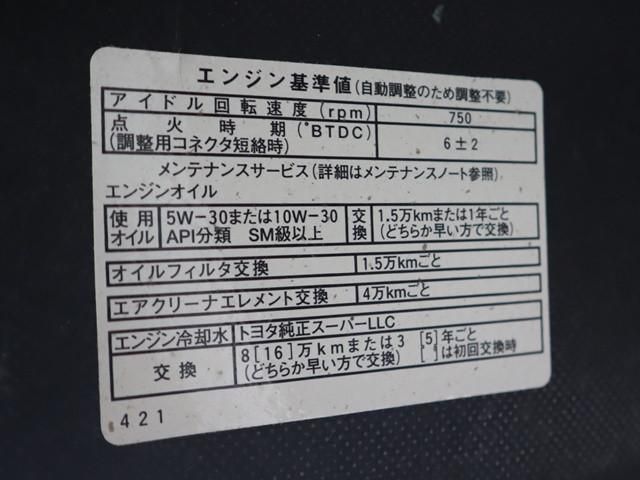 エンジン基準値(自動調整のため調整不要)
アイドル回転速度(rpm) 750
点火時期(°BTDC) 6±2
(調整用コネクタ短絡時)
メンテナンスサービス(詳細はメンテナンスノート参照)
エンジンオイル
使用 5W-30または10W-30 交 1.5万kmまたは1年ごと
オイル API分類 SM級以上 換 (どちらか早い方で交換)
オイルフィルタ交換 1.5万kmごと
エアクリーナエレメント交換 4万kmごと
エンジン冷却水 トヨタ純正スーパーLLC
交換 8[16]万kmまたは3[5]年ごと
(どちらか早い方で交換) [ ]は初回交換時
421